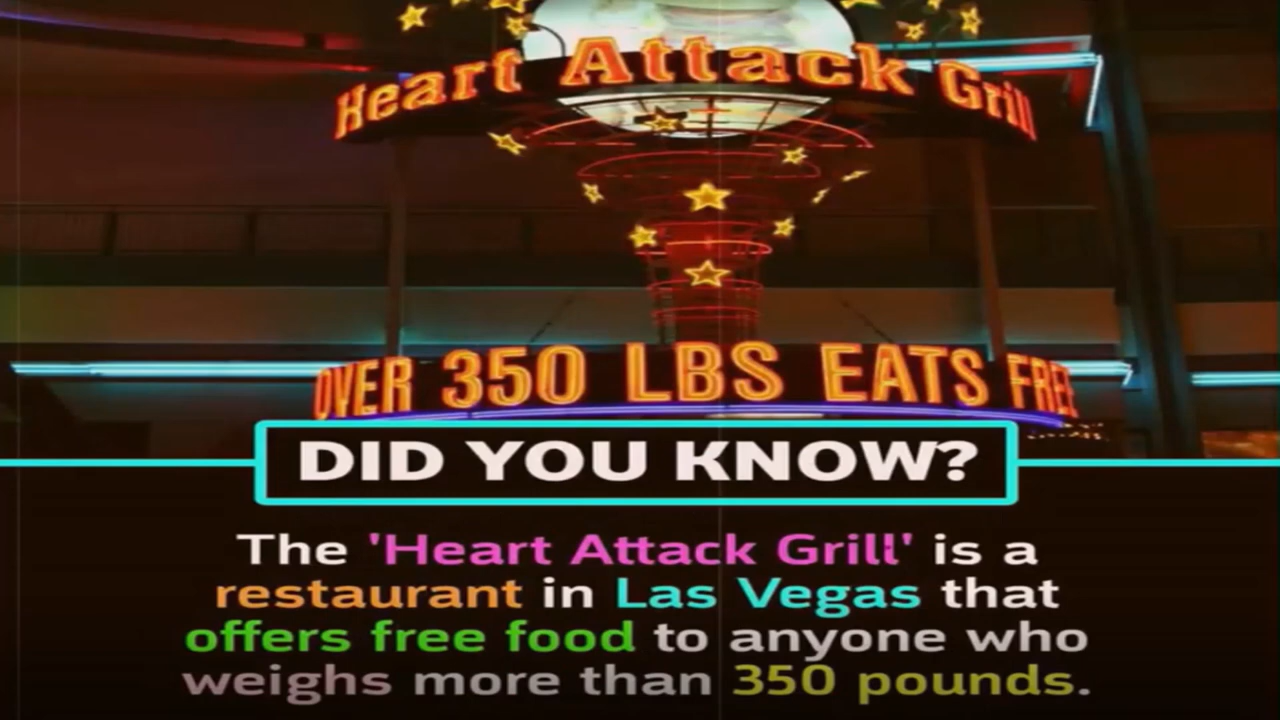 Heart Attack Grill
OVER 350 LBS EATS FREE
DID YOU KNOW?
The 'Heart Attack Grill' is a
restaurant in Las Vegas that
offers free food to anyone who
weighs more than 350 pounds.